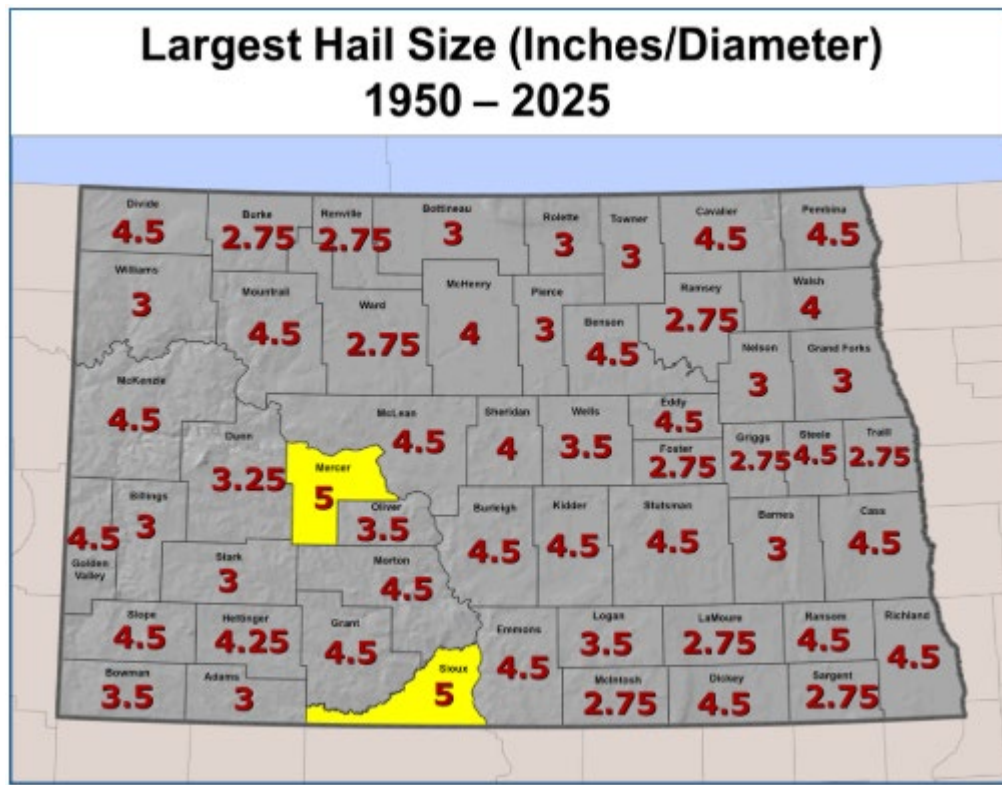 Largest Hail Size (Inches/Diameter)
1950 – 2025
Divide
4.5
Burke
2.75
Renville
2.75
Bottineau
3
Rolette
3
Towner
3
Cavalier
4.5
Pembina
4.5
Williams
3
Mountrail
4.5
Ward
2.75
McHenry
4
Pierce
3
Benson
4.5
Ramsey
2.75
Walsh
4
Nelson
3
Grand Forks
3
McKenzie
4.5
Dunn
3.25
Mercer
5
McLean
4.5
Sheridan
4
Wells
3.5
Eddy
4.5
Foster
2.75
Griggs
2.75
Steele
4.5
Traill
2.75
4.5
Golden
Valley
Billings
3
Oliver
3.5
Burleigh
4.5
Kidder
4.5
Stutsman
4.5
Barnes
3
Cass
4.5
Stark
3
Morton
4.5
Slope
4.5
Hettinger
4.25
Grant
4.5
Emmons
4.5
Logan
3.5
LaMoure
2.75
Ransom
4.5
Richland
4.5
Bowman
3.5
Adams
3
Sioux
5
McIntosh
2.75
Dickey
4.5
Sargent
2.75